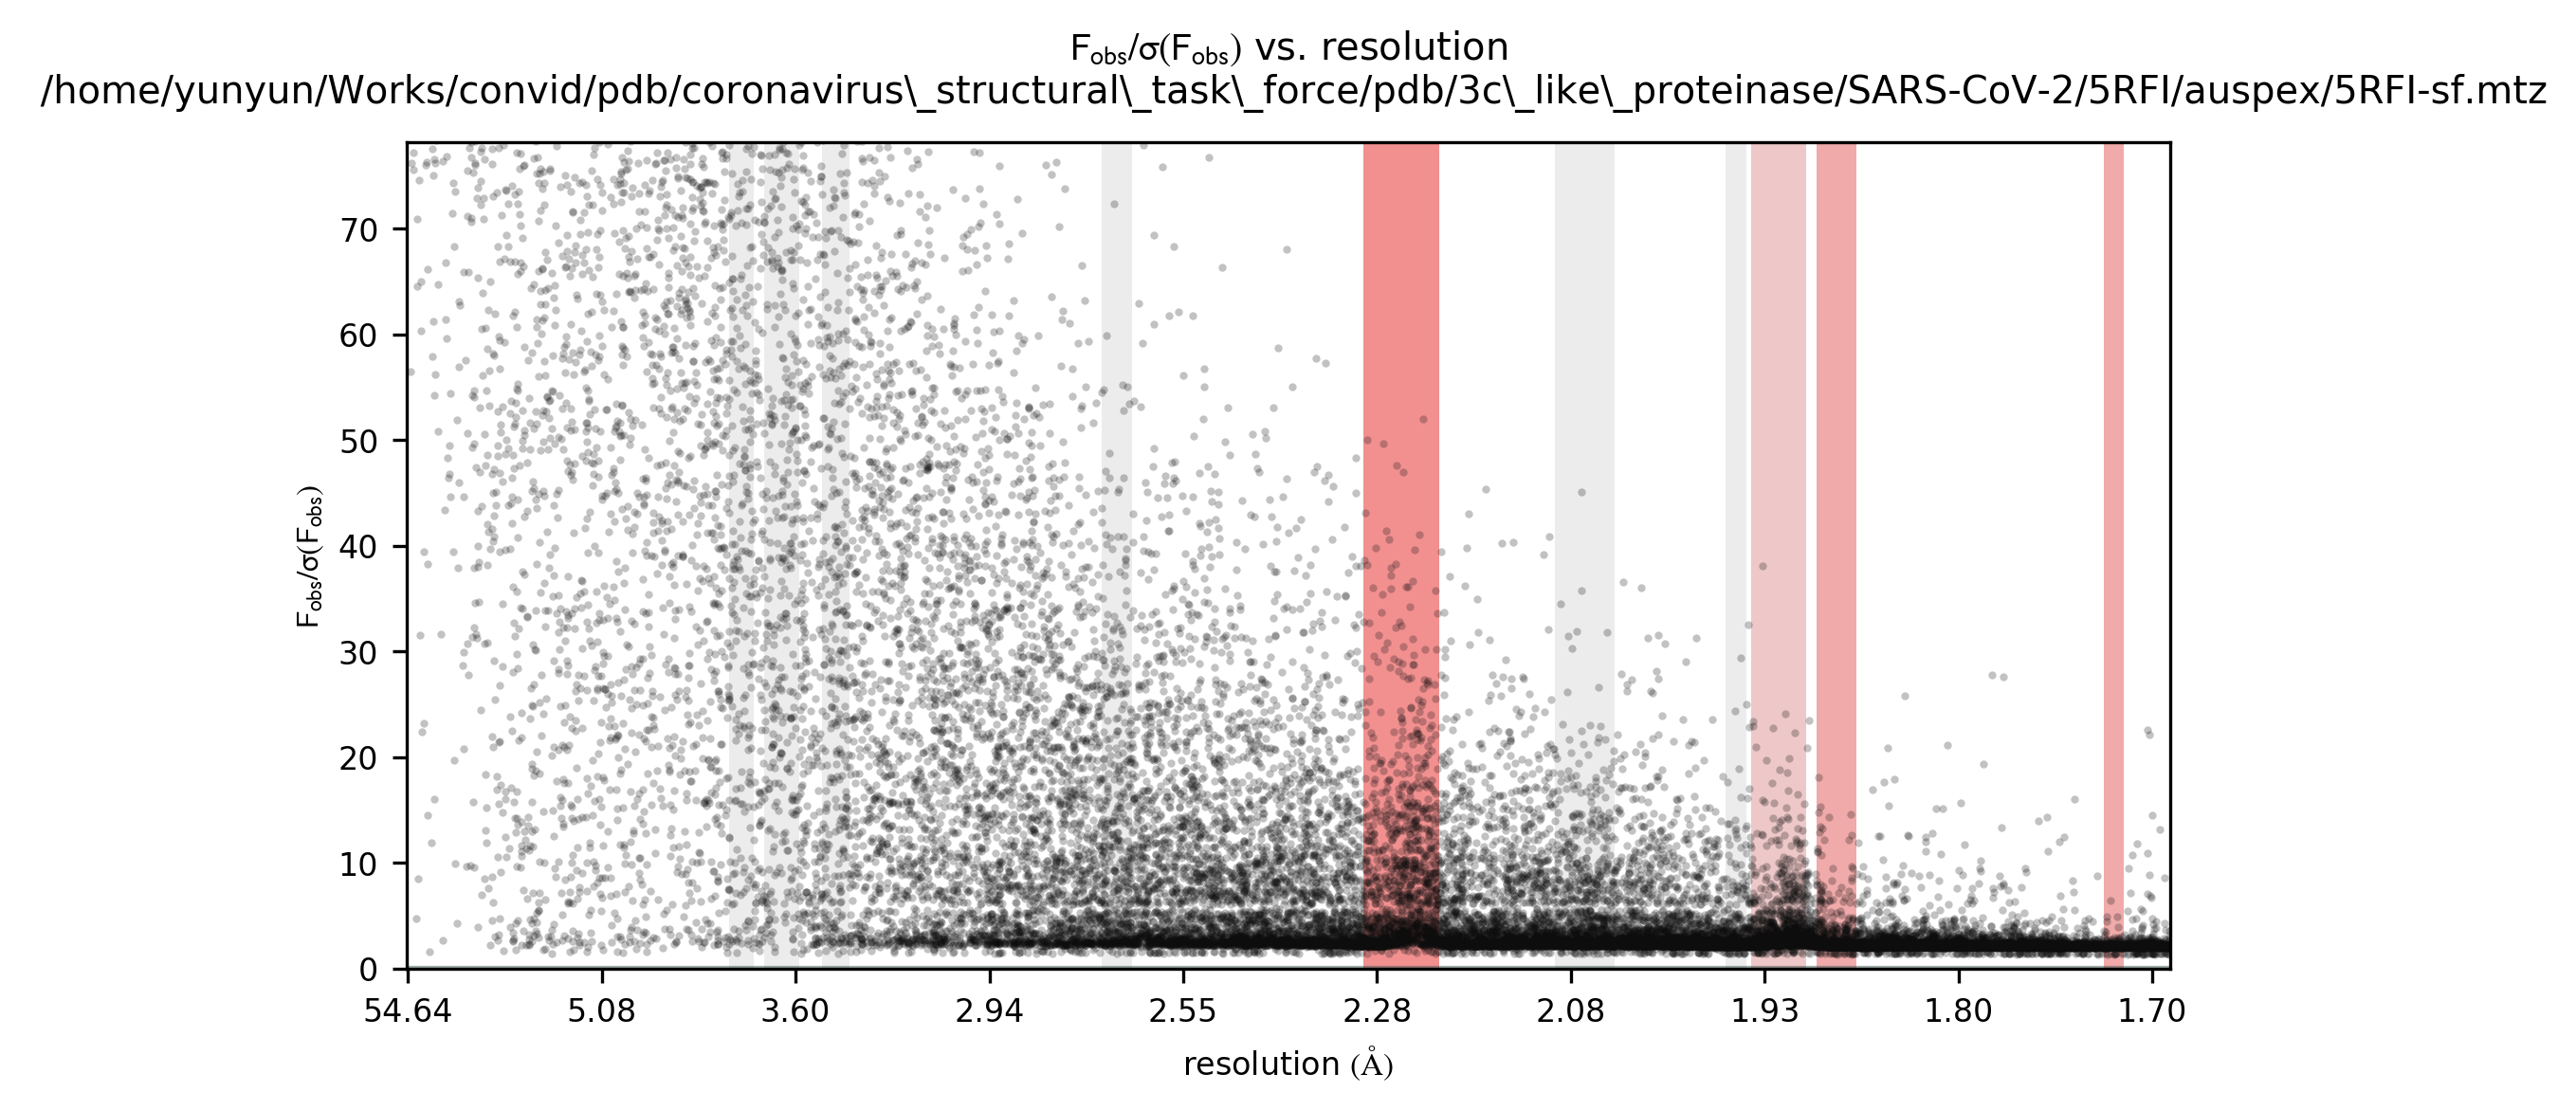 Fobs/σ(Fobs) vs. resolution
/home/yunyun/Works/convid/pdb/coronavirus\_structural\_task\_force/pdb/3c\_like\_proteinase/SARS-CoV-2/5RFI/auspex/5RFI-sf.mtz
Fobs/σ(Fobs)
70
60
50
40
30
20
10
0
54.64 5.08 3.60 2.94 2.55 2.28 2.08 1.93 1.80 1.70
resolution (Å)